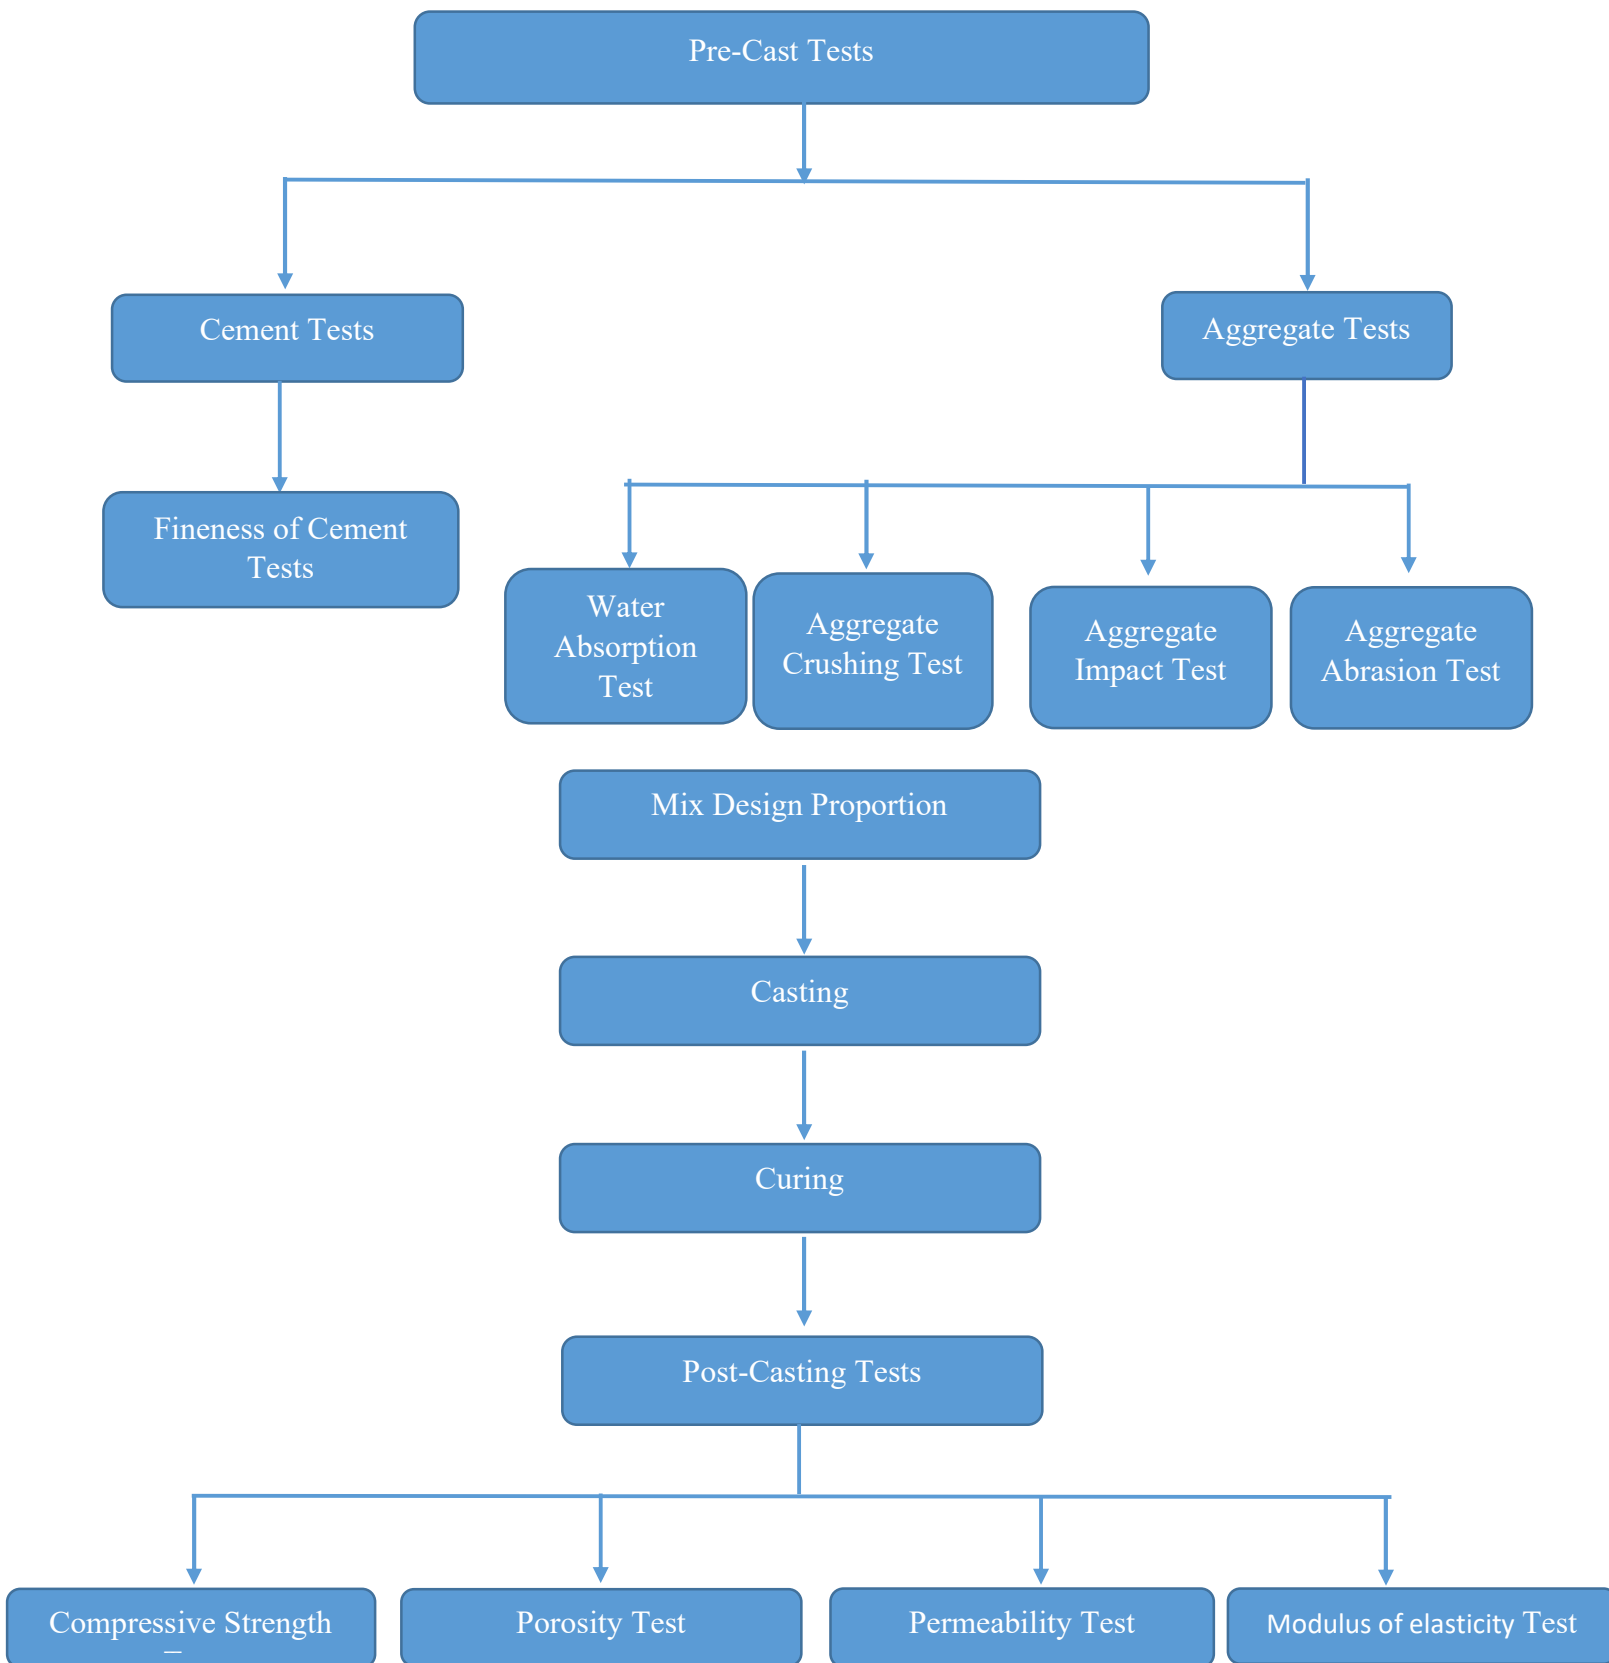 Pre-Cast Tests
Cement Tests
Aggregate Tests
Fineness of Cement
Tests
Water
Absorption
Test
Aggregate
Crushing Test
Aggregate
Impact Test
Aggregate
Abrasion Test
Mix Design Proportion
Casting
Curing
Post-Casting Tests
Compressive Strength
Porosity Test
Permeability Test
Modulus of elasticity Test